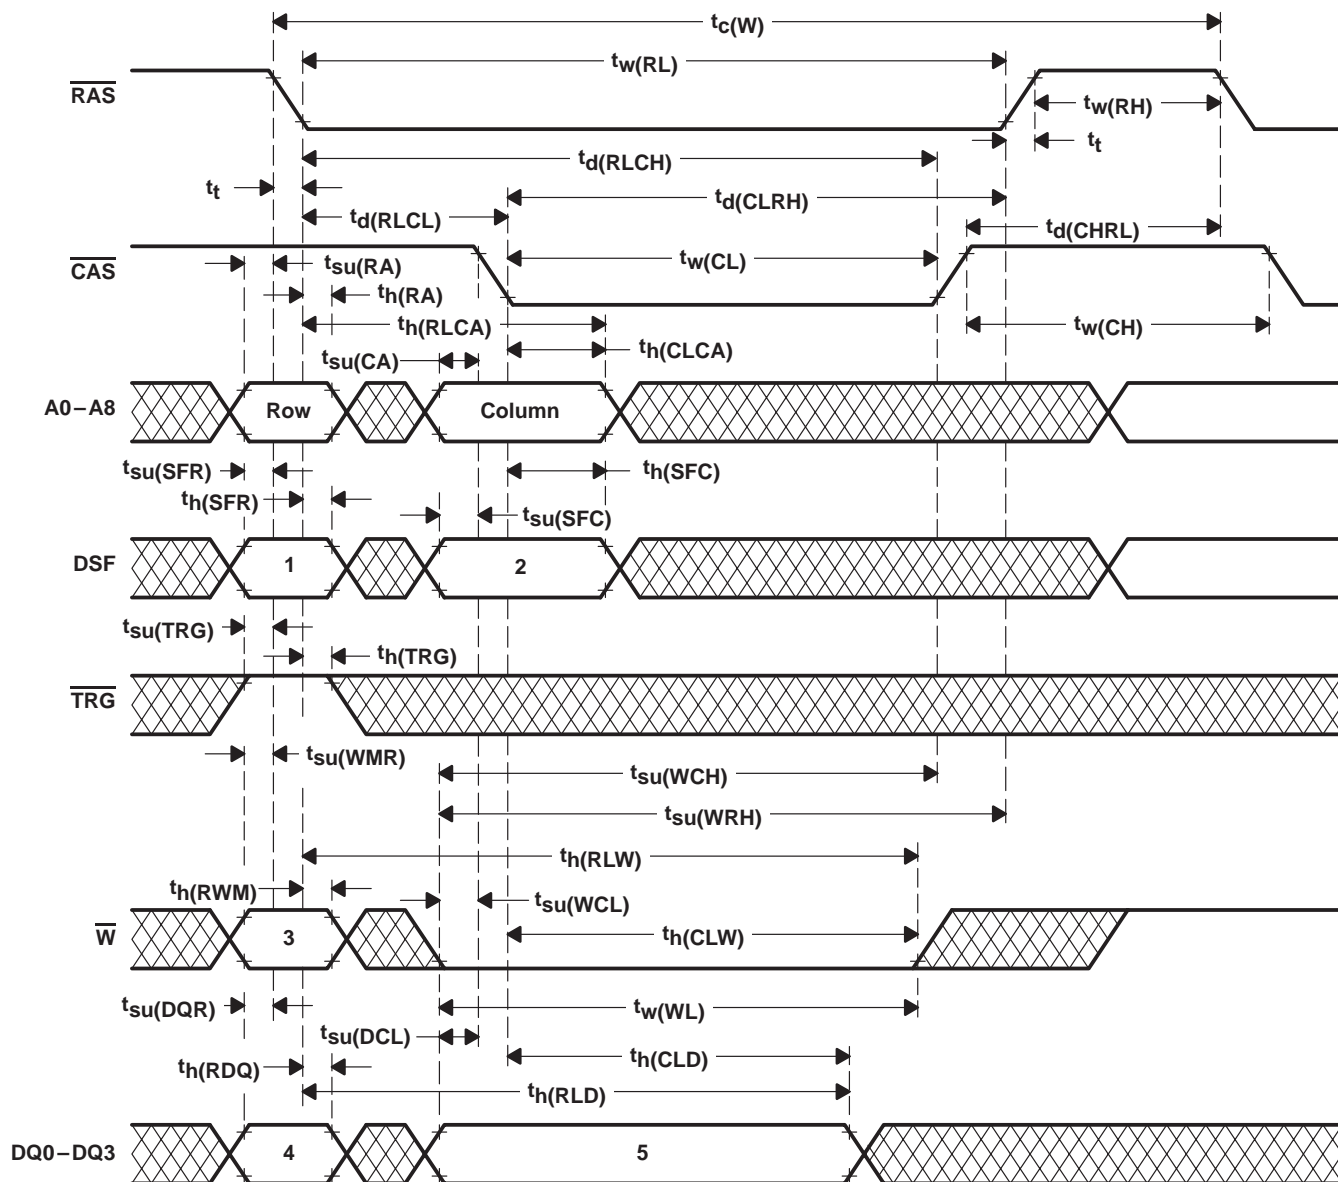 tc(W)
tw(RL)
RAS
tw(RH)
tt
td(RLCH)
tt
td(CLRH)
td(RLCL)
td(CHRL)
CAS
tsu(RA)
tw(CL)
th(RA)
th(RLCA)
tw(CH)
tsu(CA)
th(CLCA)
A0–A8
Row
Column
tsu(SFR)
th(SFC)
th(SFR)
tsu(SFC)
DSF
1
2
tsu(TRG)
th(TRG)
TRG
tsu(WMR)
tsu(WCH)
tsu(WRH)
th(RLW)
th(RWM)
tsu(WCL)
W
3
th(CLW)
tsu(DQR)
tw(WL)
tsu(DCL)
th(CLD)
th(RDQ)
th(RLD)
DQ0–DQ3
4
5